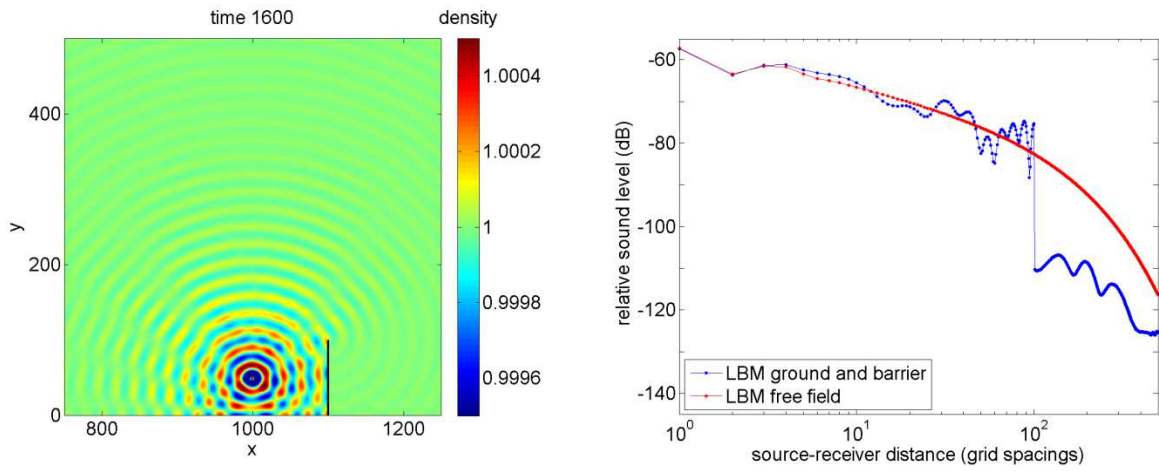 time 1600
density
400
200
0
y
800
1000
1200
x
1.0004
1.0002
1
0.9998
0.9996
-60
-80
-100
-120
-140
relative sound level (dB)
LBM ground and barrier
LBM free field
10^0
10^1
10^2
source-receiver distance (grid spacings)